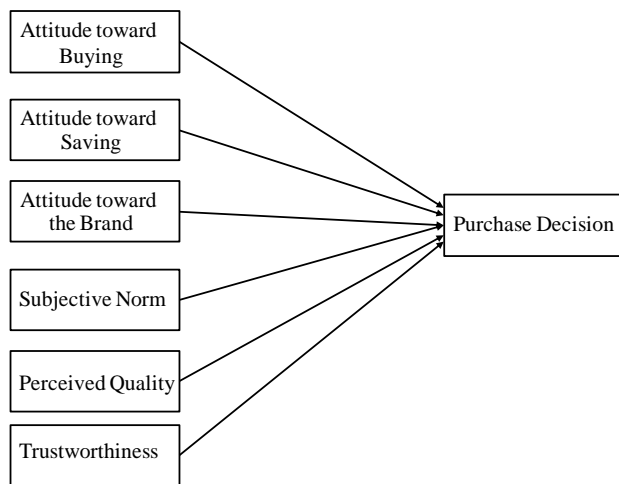 Attitude toward
Buying
Attitude toward
Saving
Attitude toward
the Brand
Purchase Decision
Subjective Norm
Perceived Quality
Trustworthiness